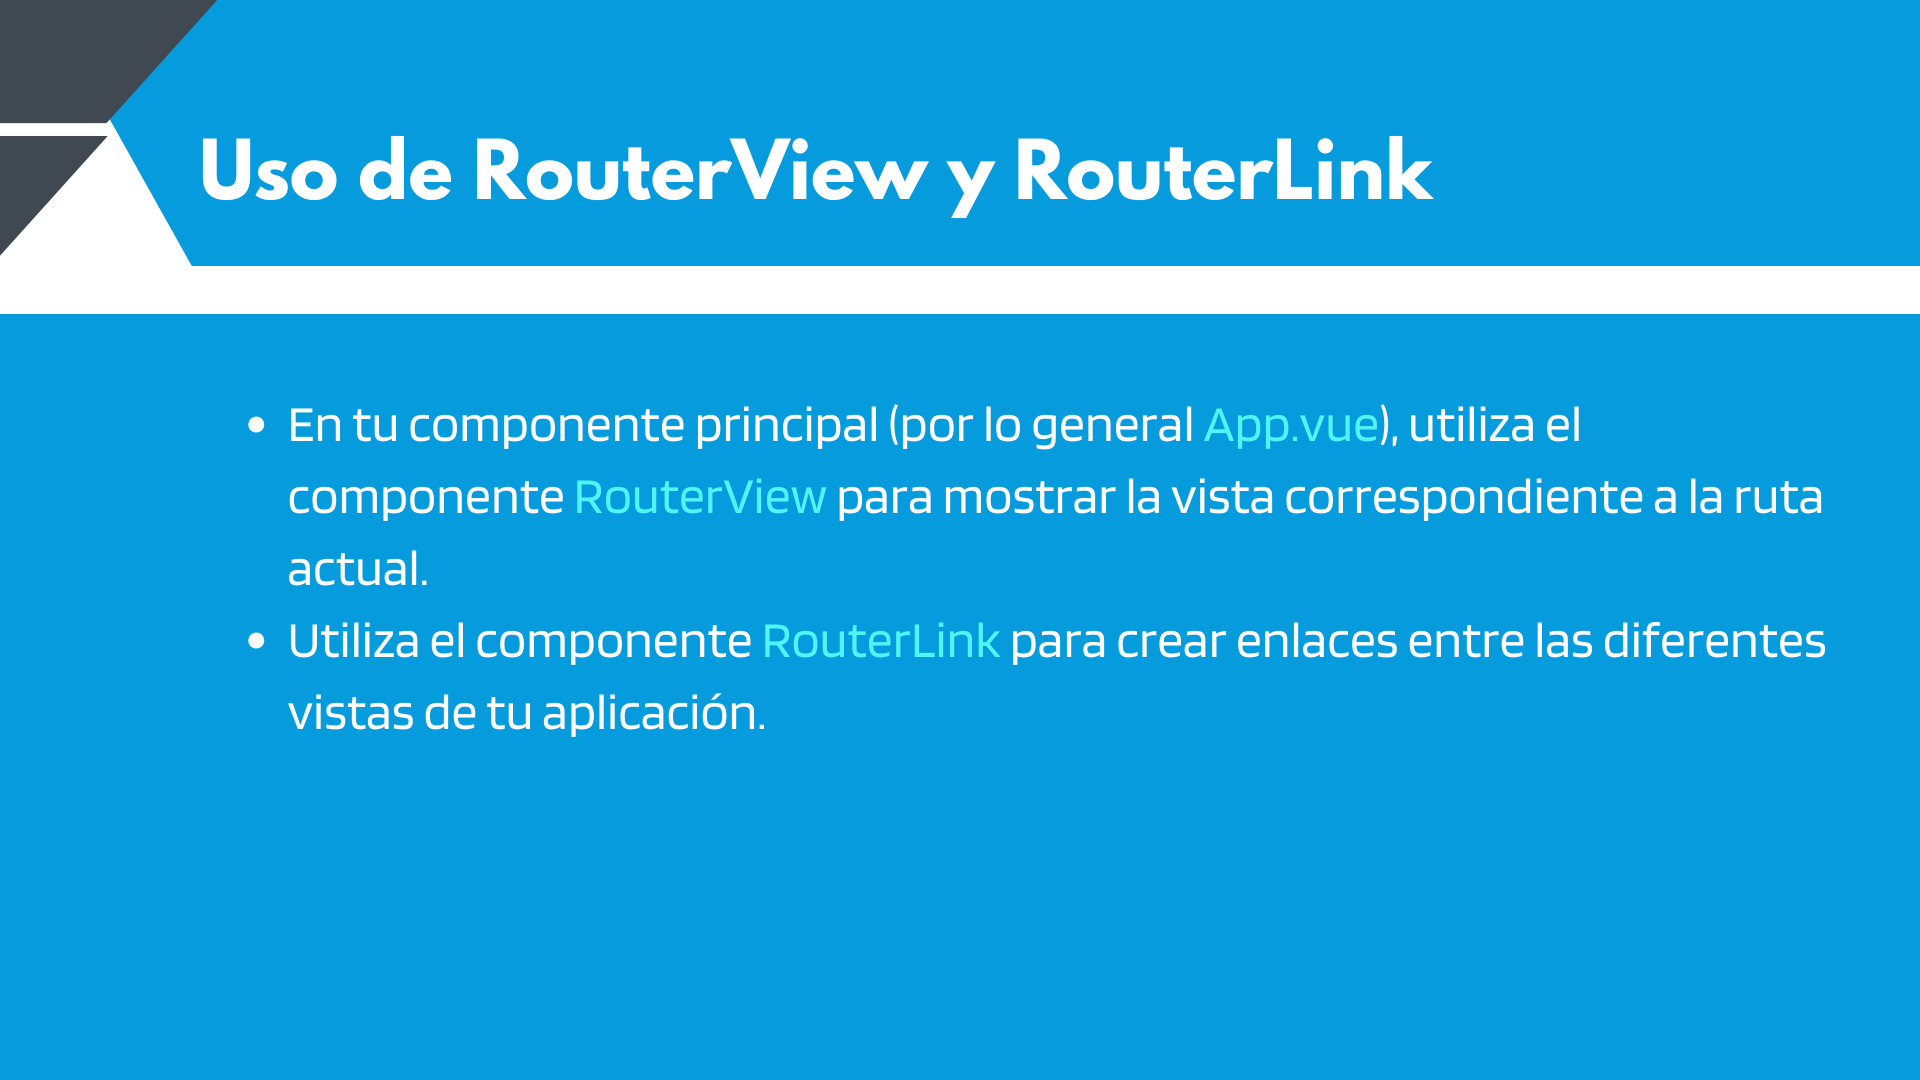 Uso de RouterView y RouterLink
• En tu componente principal (por lo general App.vue), utiliza el
componente RouterView para mostrar la vista correspondiente a la ruta
actual.
• Utiliza el componente RouterLink para crear enlaces entre las diferentes
vistas de tu aplicación.